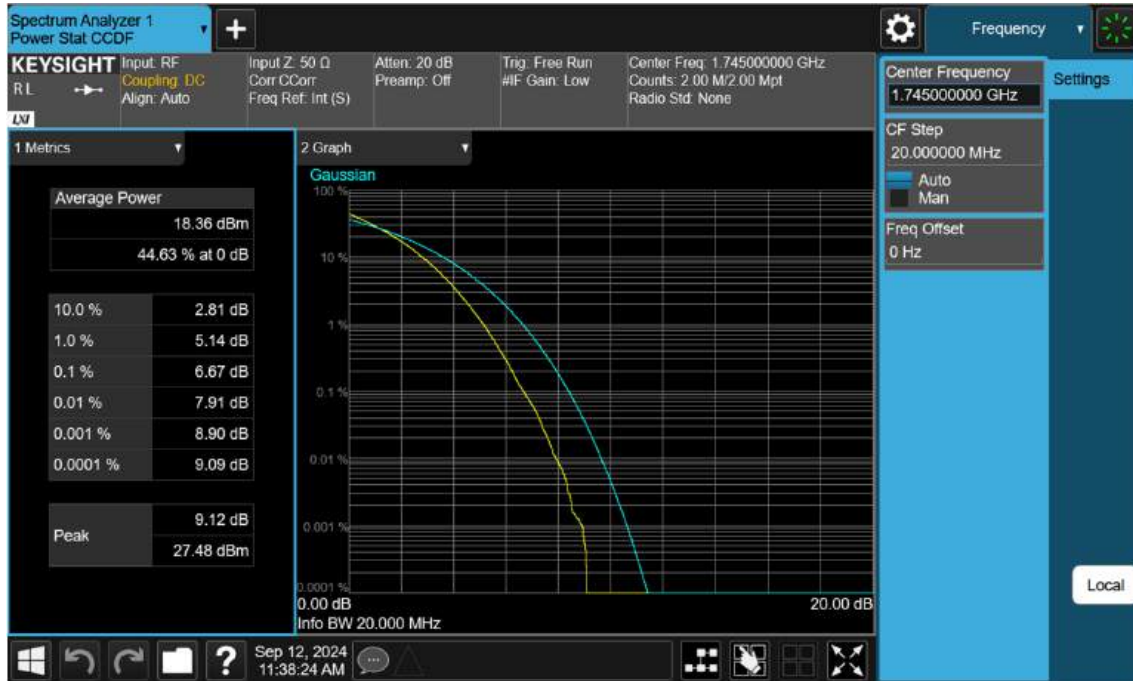 Spectrum Analyzer 1
Power Stat CCDF
Frequency
KEYSIGHT
R L
LXI
Input: RF
Coupling: DC
Align: Auto
Input Z: 50 Ω
Corr CCorr
Freq Ref: Int (S)
Atten: 20 dB
Preamp: Off
Trig: Free Run
#IF Gain: Low
Center Freq: 1.745000000 GHz
Counts: 2.00 M/2.00 Mpt
Radio Std: None
Center Frequency
1.745000000 GHz
Settings
CF Step
20.000000 MHz
Auto
Man
Freq Offset
0 Hz
1 Metrics
Average Power
18.36 dBm
44.63 % at 0 dB
10.0 % 2.81 dB
1.0 % 5.14 dB
0.1 % 6.67 dB
0.01 % 7.91 dB
0.001 % 8.90 dB
0.0001 % 9.09 dB
Peak
9.12 dB
27.48 dBm
2 Graph
Gaussian
100 %
10 %
1 %
0.1 %
0.01 %
0.001 %
0.0001 %
0.00 dB 20.00 dB
Info BW 20.000 MHz
Local
?
Sep 12, 2024
11:38:24 AM